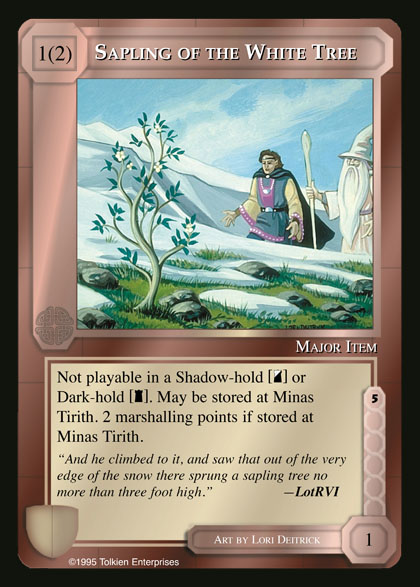 1(2)
Sapling of the White Tree
LORI DEITRICK
Major Item
Not playable in a Shadow-hold [] or
Dark-hold []. May be stored at Minas
Tirith. 2 marshalling points if stored at
Minas Tirith.
5
“And he climbed to it, and saw that out of the very
edge of the snow there sprung a sapling tree no
more than three foot high.” —LotRVI
Art by Lori Deitrick
1
©1995 Tolkien Enterprises